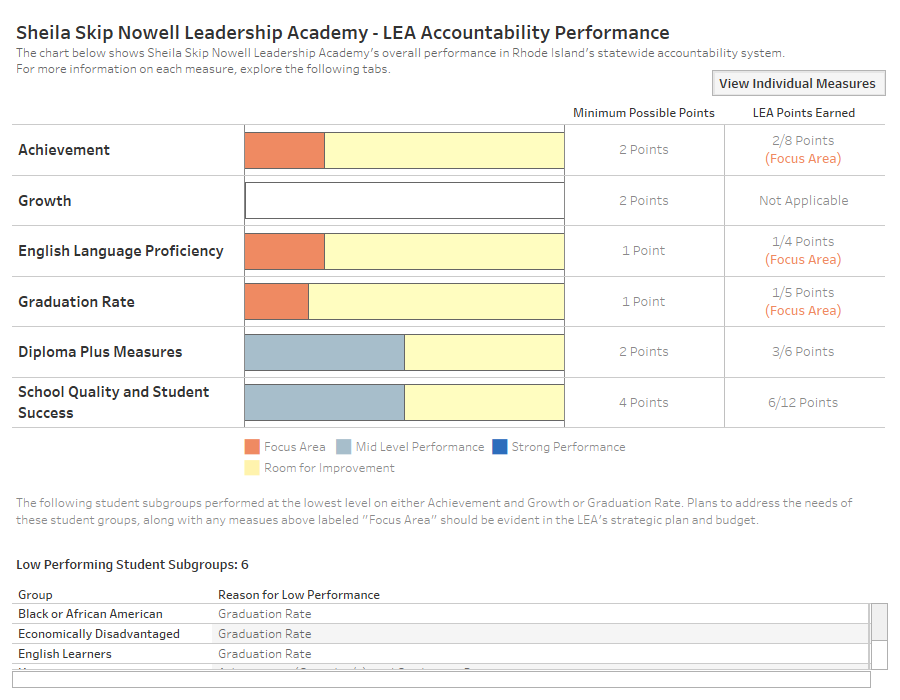 Sheila Skip Nowell Leadership Academy - LEA Accountability Performance
The chart below shows Sheila Skip Nowell Leadership Academy's overall performance in Rhode Island's statewide accountability system.
For more information on each measure, explore the following tabs.
View Individual Measures
Minimum Possible Points LEA Points Earned
Achievement 2 Points 2/8 Points
(Focus Area)
Growth 2 Points Not Applicable
English Language Proficiency 1 Point 1/4 Points
(Focus Area)
Graduation Rate 1 Point 1/5 Points
(Focus Area)
Diploma Plus Measures 2 Points 3/6 Points
School Quality and Student
Success 4 Points 6/12 Points
Focus Area Mid Level Performance Strong Performance
Room for Improvement
The following student subgroups performed at the lowest level on either Achievement and Growth or Graduation Rate. Plans to address the needs of
these student groups, along with any measues above labeled "Focus Area" should be evident in the LEA's strategic plan and budget.
Low Performing Student Subgroups: 6
Group Reason for Low Performance
Black or African American Graduation Rate
Economically Disadvantaged Graduation Rate
English Learners Graduation Rate